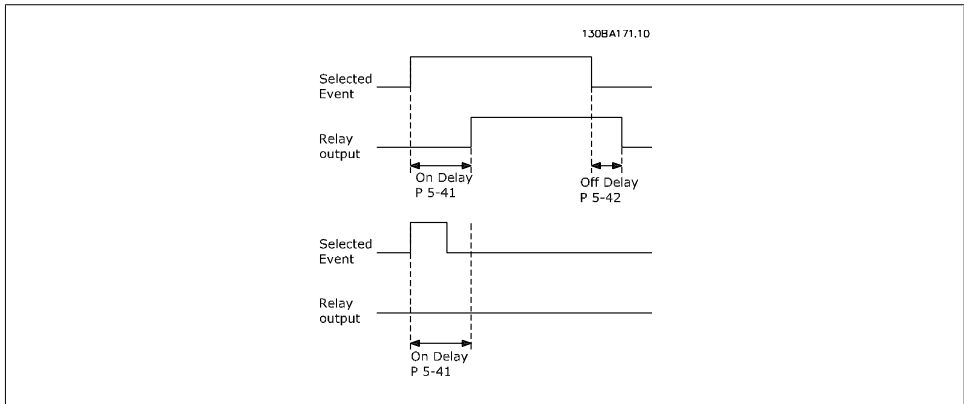 130BA171.10
Selected
Event
Relay
output
On Delay
P 5-41
Off Delay
P 5-42
Selected
Event
Relay
output
On Delay
P 5-41